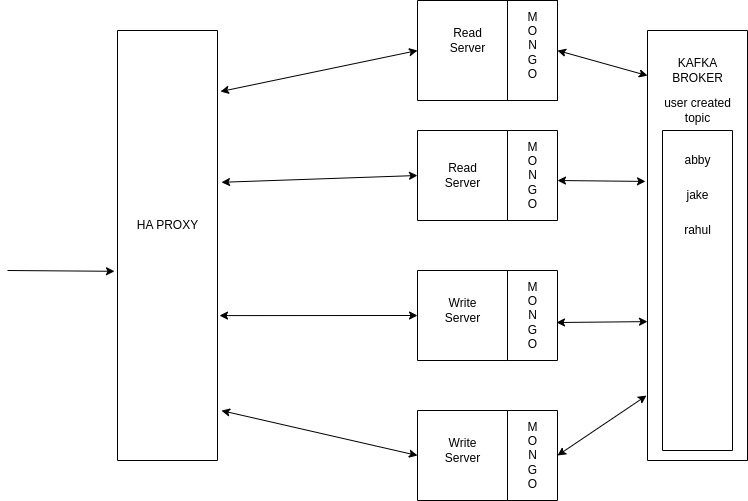 HA PROXY
Read
Server
M
O
N
G
O
Read
Server
M
O
N
G
O
Write
Server
M
O
N
G
O
Write
Server
M
O
N
G
O
KAFKA
BROKER
user created
topic
abby
jake
rahul